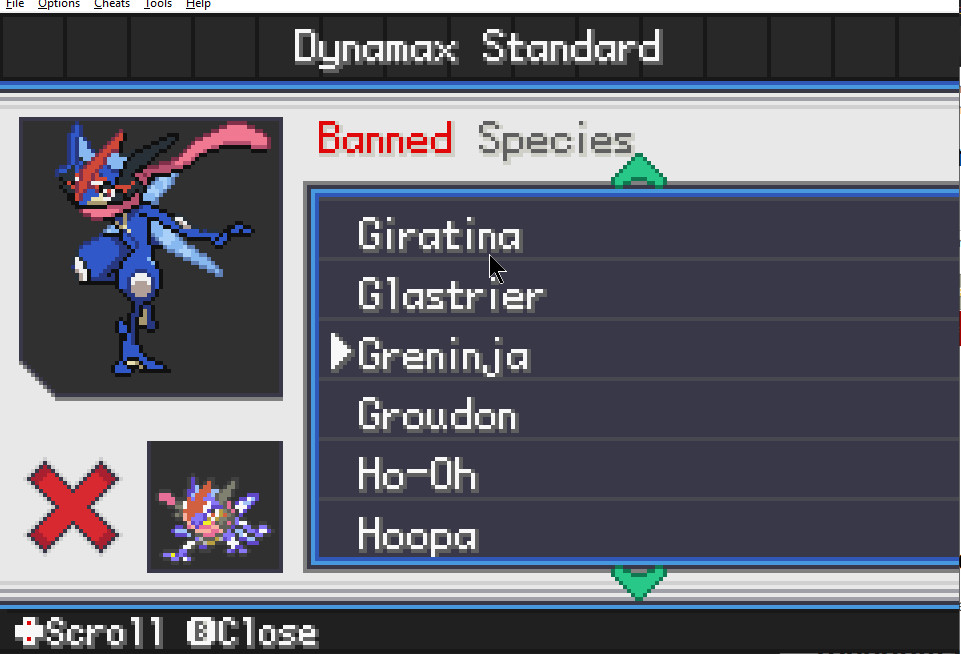 File Options Cheats Tools Help
Dynamax Standard
Banned Species
Giratina
Glastrier
Greninja
Groudon
Ho-Oh
Hoopa
Scroll B Close